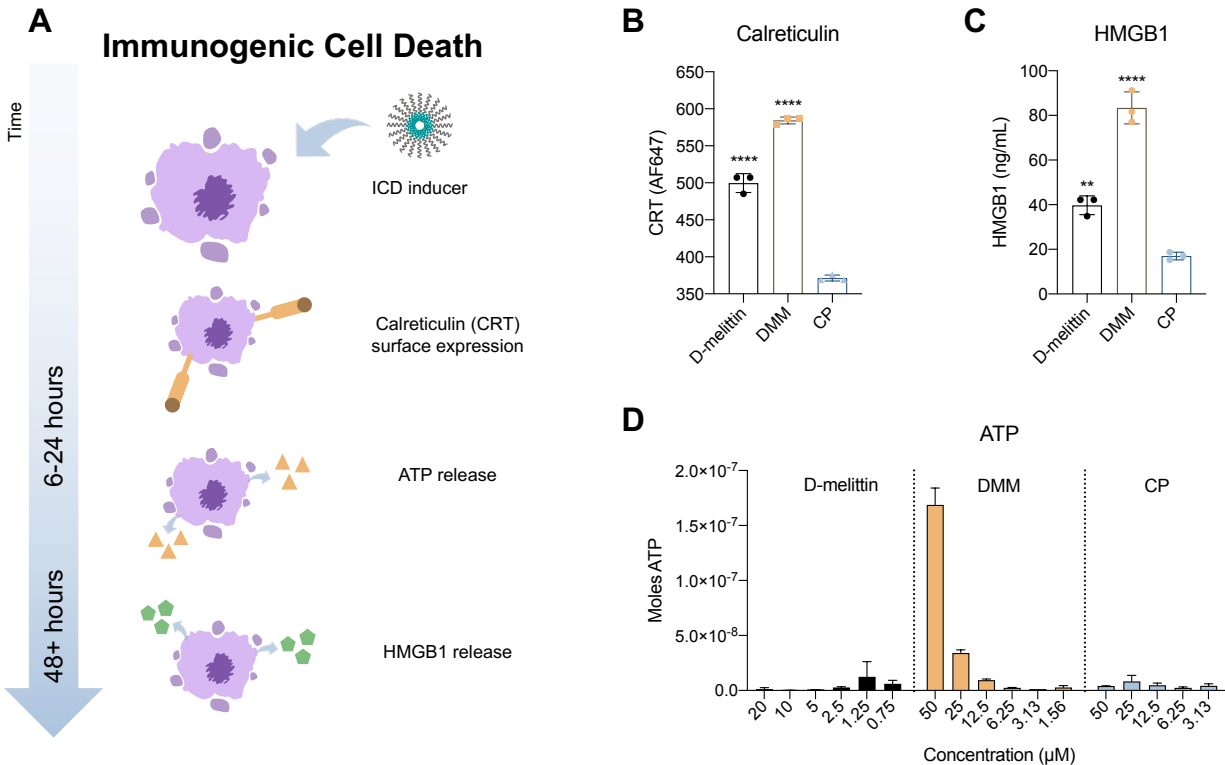 A
Immunogenic Cell Death
Time
6-24 hours
48+ hours
ICD inducer
Calreticulin (CRT)
surface expression
ATP release
HMGB1 release
B
Calreticulin
CRT (AF647)
650
600
550
500
450
400
350
****
****
D-melittin
DMM
CP
C
HMGB1
HMGB1 (ng/mL)
100
80
60
40
20
0
**
****
D-melittin
DMM
CP
D
ATP
Moles ATP
2.0×10-7
1.5×10-7
1.0×10-7
5.0×10-8
0.0
D-melittin
DMM
CP
20
10
5
2.5
1.25
0.75
50
25
12.5
6.25
3.13
1.56
50
25
12.5
6.25
3.13
Concentration (µM)